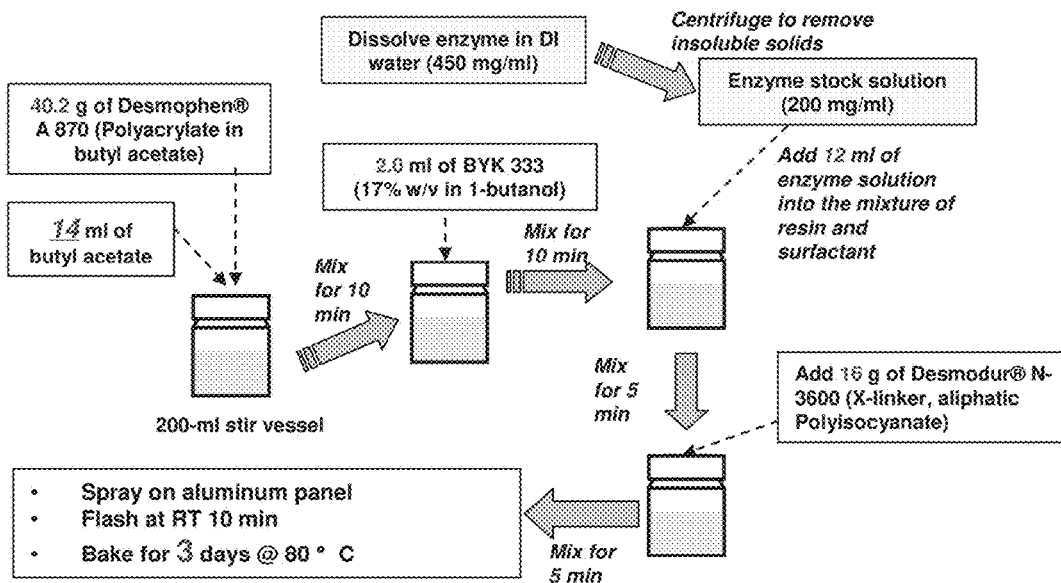 Dissolve enzyme in DI
water (450 mg/ml)
Centrifuge to remove
insoluble solids
Enzyme stock solution
(200 mg/ml)
40.2 g of Desmophen®
A 870 (Polyacrylate in
butyl acetate)
14 ml of
butyl acetate
2.0 ml of BYK 333
(17% w/v in 1-butanol)
Add 12 ml of
enzyme solution
into the mixture of
resin and
surfactant
Mix
for 10
min
Mix for
10 min
200-ml stir vessel
Mix
for 5
min
Add 16 g of Desmodur® N-
3600 (X-linker, aliphatic
Polyisocyanate)
• Spray on aluminum panel
• Flash at RT 10 min
• Bake for 3 days @ 80 ° C
Mix for
5 min